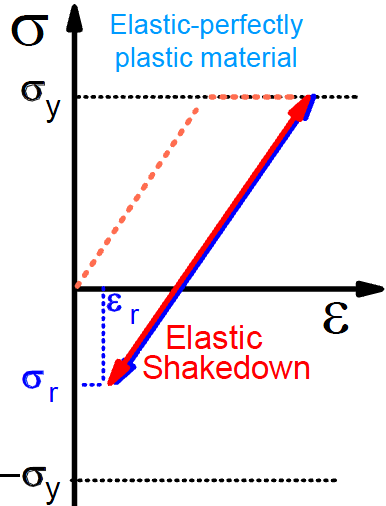 σ
Elastic-perfectly
plastic material
σy
εr
ε
Elastic
Shakedown
σr
−σy